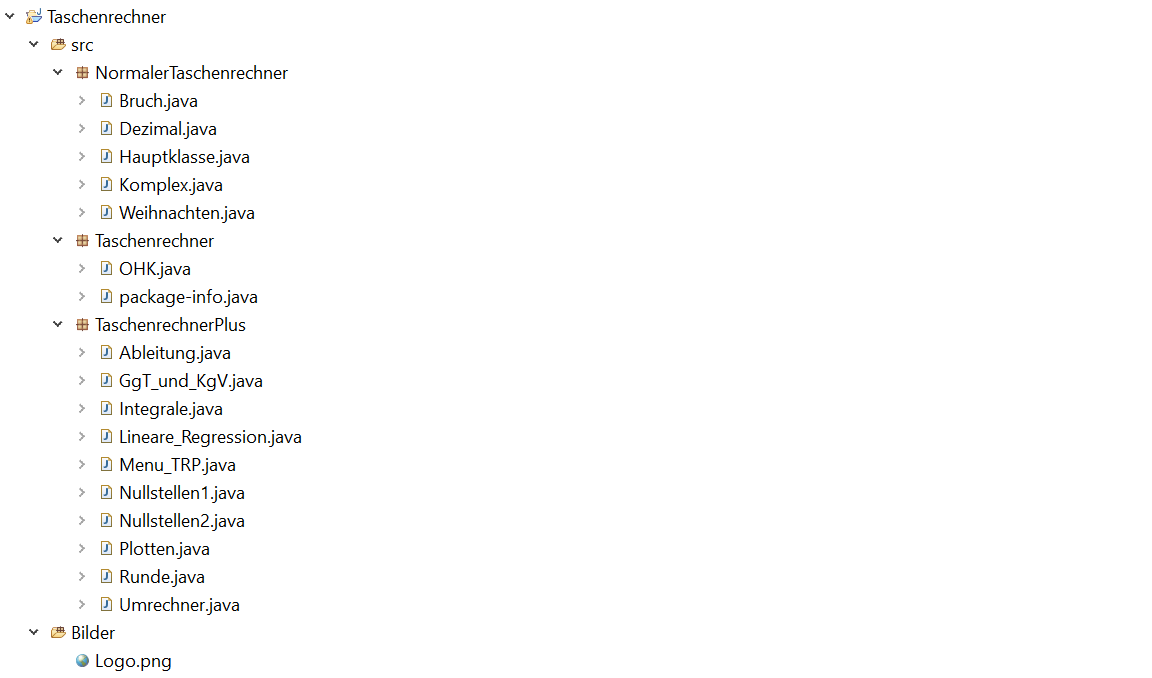 Taschenrechner
src
NormalerTaschenrechner
Bruch.java
Dezimal.java
Hauptklasse.java
Komplex.java
Weihnachten.java
Taschenrechner
OHK.java
package-info.java
TaschenrechnerPlus
Ableitung.java
GgT_und_KgV.java
Integrale.java
Lineare_Regression.java
Menu_TRP.java
Nullstellen1.java
Nullstellen2.java
Plotten.java
Runde.java
Umrechner.java
Bilder
Logo.png